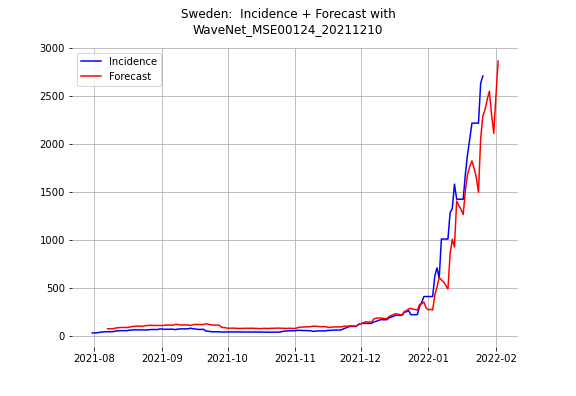 Sweden:  Incidence + Forecast with
WaveNet_MSE00124_20211210
Incidence
Forecast
3000
2500
2000
1500
1000
500
0
2021-08 2021-09 2021-10 2021-11 2021-12 2022-01 2022-02